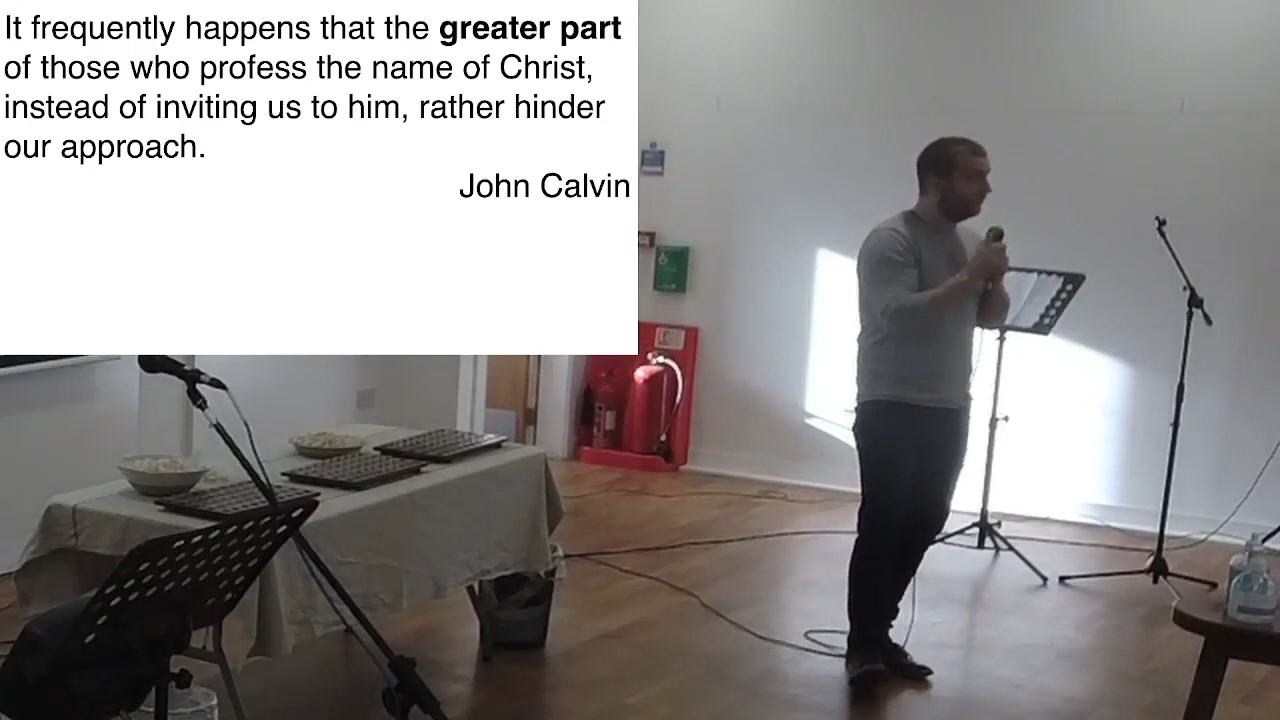 It frequently happens that the greater part
of those who profess the name of Christ,
instead of inviting us to him, rather hinder
our approach.
John Calvin